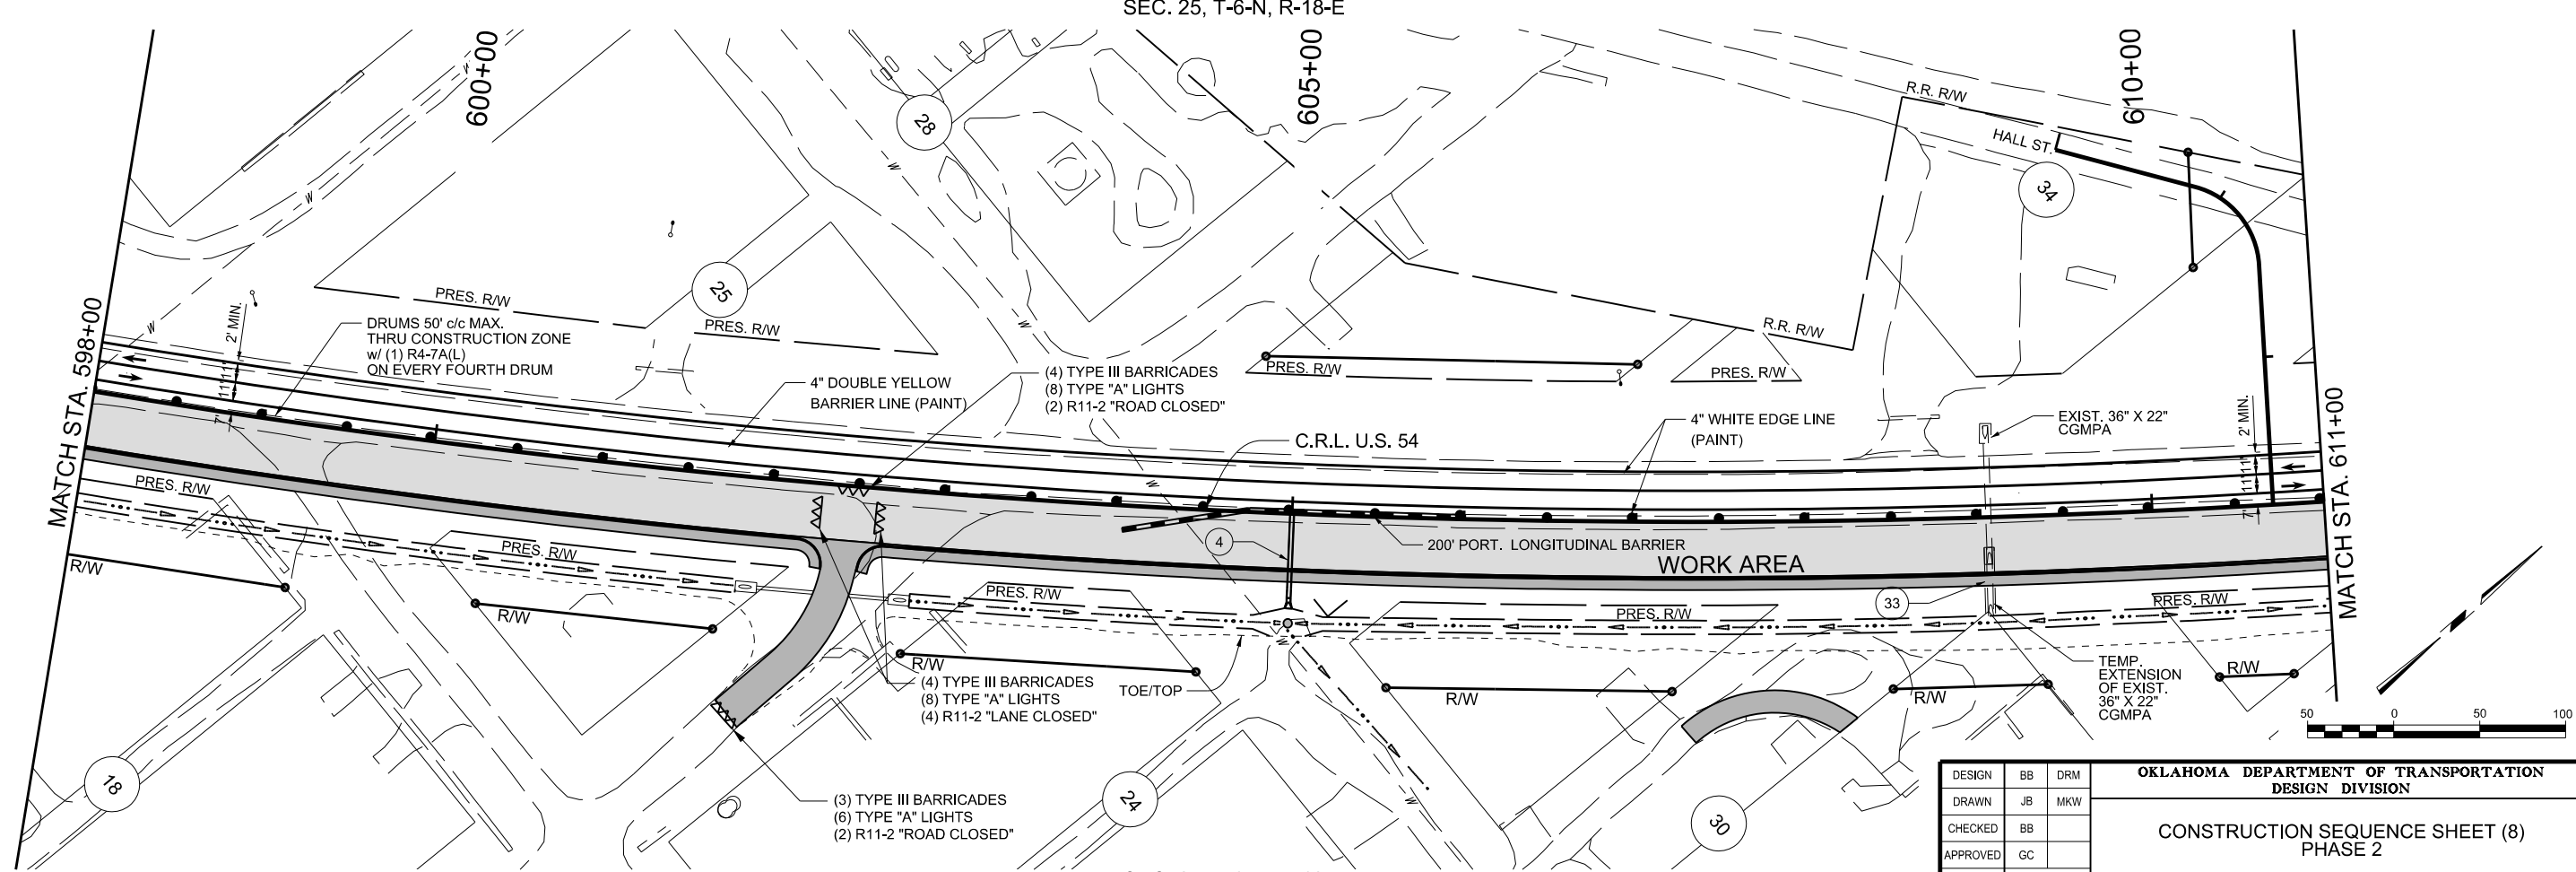 SEC. 25, T-6-N, R-18-E
600+00
605+00
610+00
R.R. R/W
HALL ST.
28
34
25
MATCH STA. 598+00
PRES. R/W
PRES. R/W
2' MIN.
11'
11'
7'
DRUMS 50' c/c MAX.
THRU CONSTRUCTION ZONE
w/ (1) R4-7A(L)
ON EVERY FOURTH DRUM
4" DOUBLE YELLOW
BARRIER LINE (PAINT)
(4) TYPE III BARRICADES
(8) TYPE "A" LIGHTS
(2) R11-2 "ROAD CLOSED"
PRES. R/W
R.R. R/W
PRES. R/W
C.R.L. U.S. 54
4" WHITE EDGE LINE
(PAINT)
EXIST. 36" X 22"
CGMPA
2' MIN.
11'
11'
7'
MATCH STA. 611+00
W
W
W
W
W
W
W
W
W
W
PRES. R/W
R/W
PRES. R/W
R/W
4
200' PORT. LONGITUDINAL BARRIER
WORK AREA
PRES. R/W
33
PRES. R/W
PRES. R/W
R/W
(4) TYPE III BARRICADES
(8) TYPE "A" LIGHTS
(4) R11-2 "LANE CLOSED"
TOE/TOP
R/W
R/W
TEMP.
EXTENSION
OF EXIST.
36" X 22"
CGMPA
R/W
50 0 50 100
18
(3) TYPE III BARRICADES
(6) TYPE "A" LIGHTS
(2) R11-2 "ROAD CLOSED"
24
30
DESIGN BB DRM
DRAWN JB MKW
CHECKED BB
APPROVED GC
OKLAHOMA DEPARTMENT OF TRANSPORTATION
DESIGN DIVISION
CONSTRUCTION SEQUENCE SHEET (8)
PHASE 2